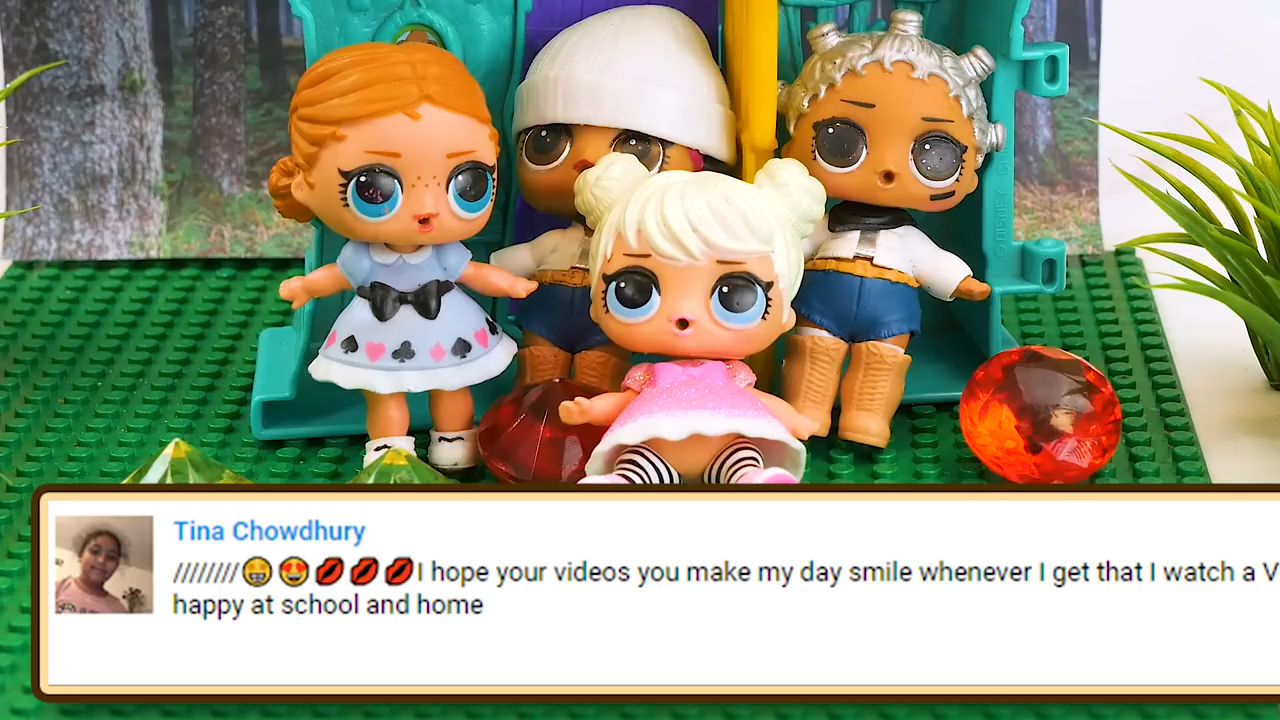 © DISNEY
Tina Chowdhury
////////🤑😍💋💋💋I hope your videos you make my day smile whenever I get that I watch a V
happy at school and home